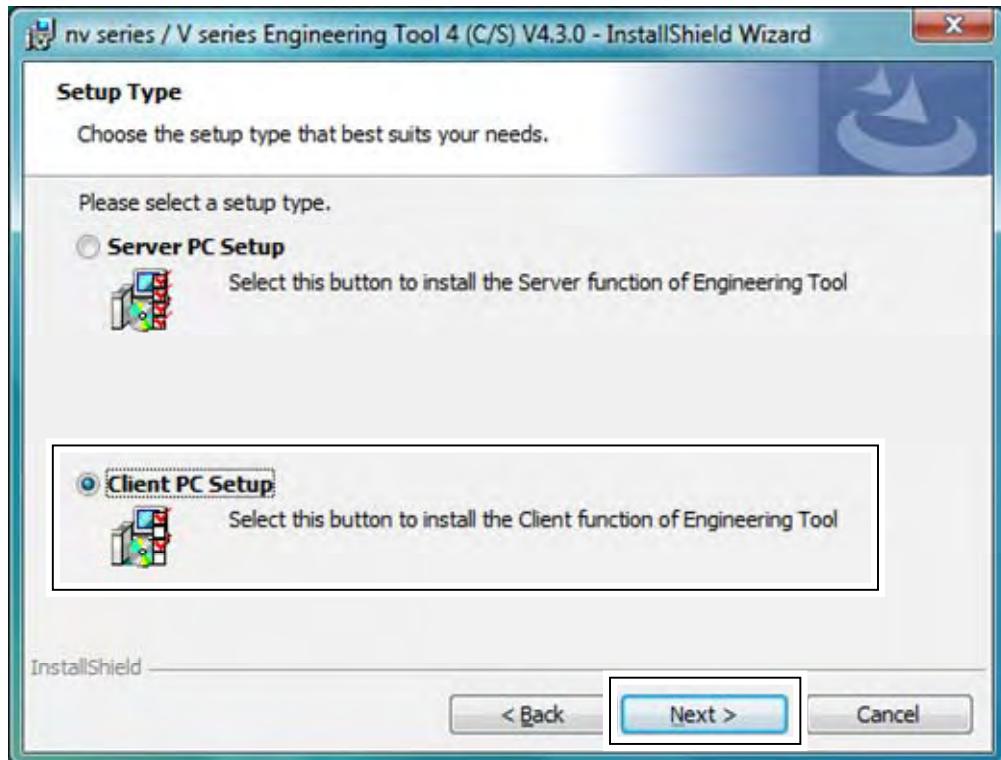 nv series / V series Engineering Tool 4 (C/S) V4.3.0 - InstallShield Wizard
Setup Type
Choose the setup type that best suits your needs.
Please select a setup type.
Server PC Setup
Select this button to install the Server function of Engineering Tool
Client PC Setup
Select this button to install the Client function of Engineering Tool
InstallShield
< Back
Next >
Cancel